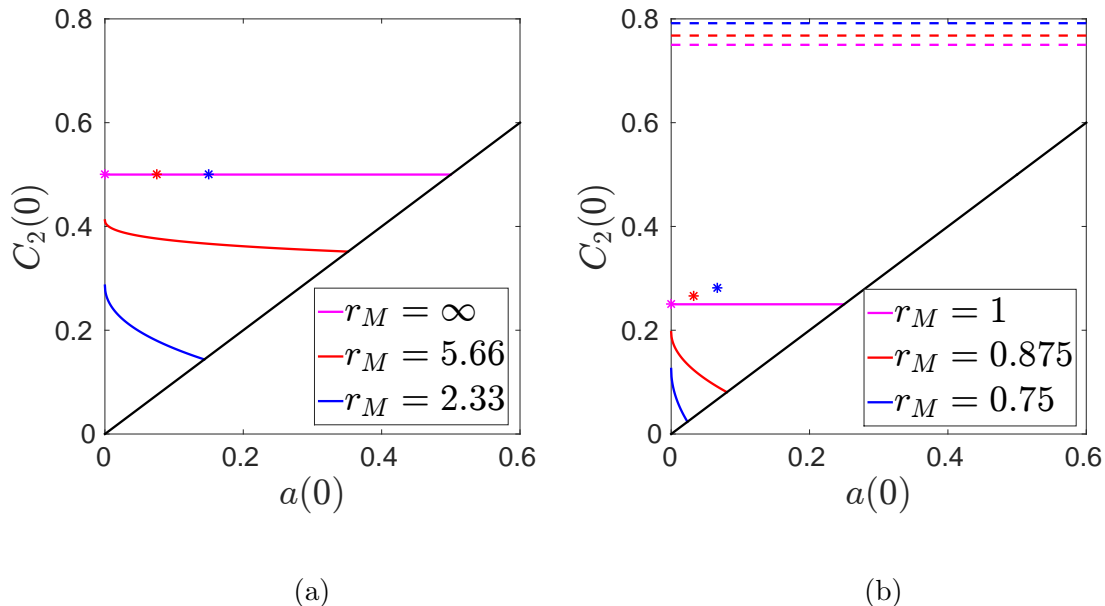 0.8
0.6
0.4
0.2
0
0
0.2
0.4
0.6
C_2(0)
a(0)
r_M = ∞
r_M = 5.66
r_M = 2.33
(a)
0.8
0.6
0.4
0.2
0
0
0.2
0.4
0.6
C_2(0)
a(0)
r_M = 1
r_M = 0.875
r_M = 0.75
(b)